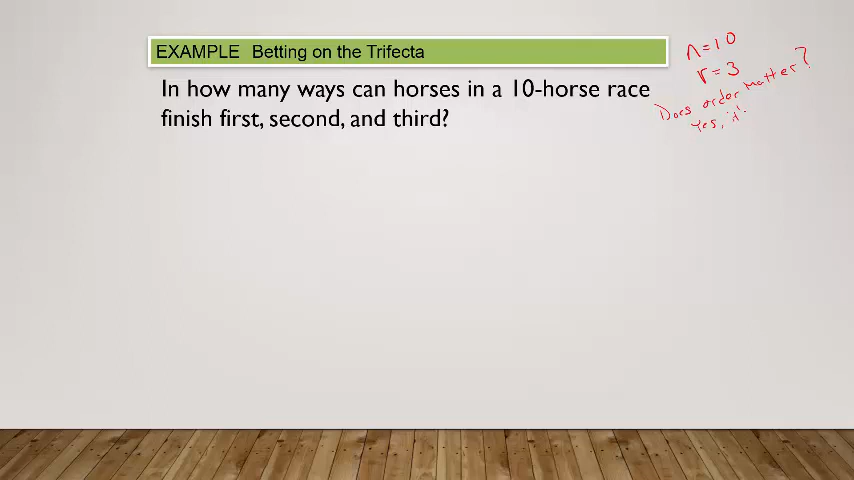 EXAMPLE Betting on the Trifecta
In how many ways can horses in a 10-horse race
finish first, second, and third?
n=10
r=3
Does order matter?
Yes, it'